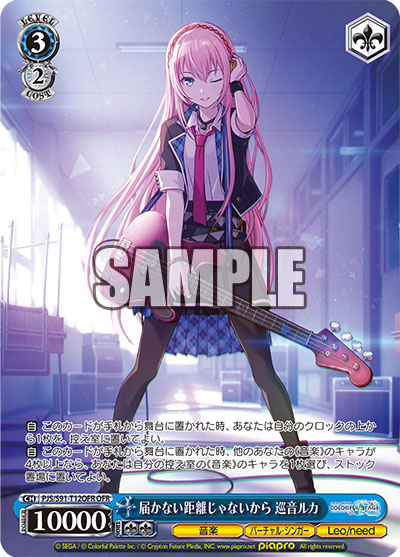 LEVEL
3
2
COST
SAMPLE
自 このカードが手札から舞台に置かれた時、あなたは自分のクロックの上
から1枚を、控え室に置いてよい。
自 このカードが手札から舞台に置かれた時、他のあなたの《音楽》のキャラが
4枚以上なら、あなたは自分の控え室の《音楽》のキャラを1枚選び、ストック
置場に置いてよい。
CH PJS/S91-T12OFR OFR
POWER
10000
届かない距離じゃないから 巡音ルカ
COLORFUL STAGE!
音楽
バーチャル・シンガー
Leo/need
© SEGA / © Colorful Palette Inc. / © Crypton Future Media, INC. www.piapro.net piapro All rights reserved.